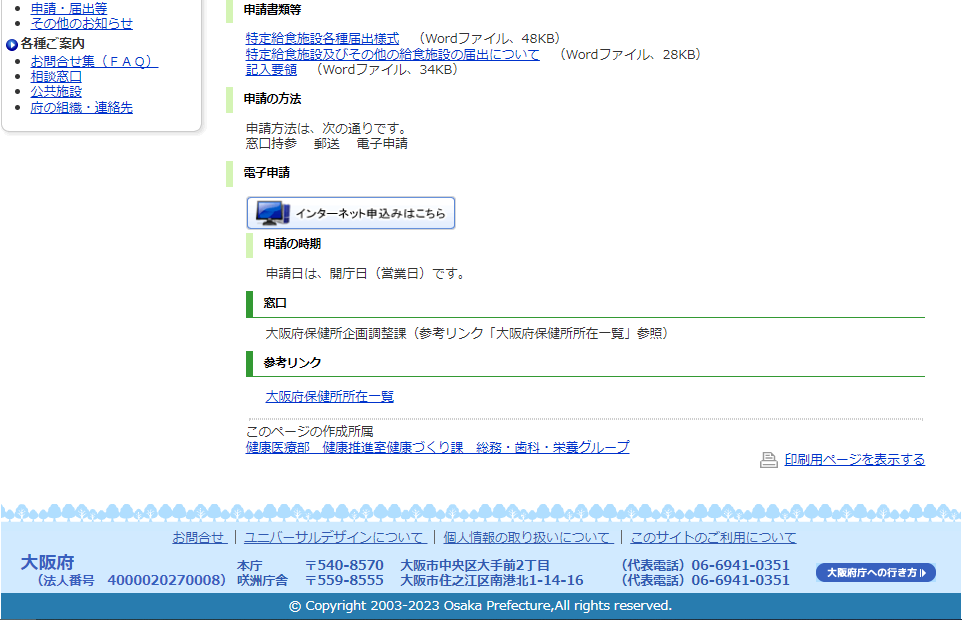 申請・届出等
その他のお知らせ
各種ご案内
お問合せ集（ＦＡＱ）
相談窓口
公共施設
府の組織・連絡先
申請書類等
特定給食施設各種届出様式 （Wordファイル、48KB）
特定給食施設及びその他の給食施設の届出について （Wordファイル、28KB）
記入要領 （Wordファイル、34KB）
申請の方法
申請方法は、次の通りです。
窓口持参　郵送　電子申請
電子申請
インターネット申込みはこちら
申請の時期
申請日は、開庁日（営業日）です。
窓口
大阪府保健所企画調整課（参考リンク「大阪府保健所所在一覧」参照）
参考リンク
大阪府保健所所在一覧
このページの作成所属
健康医療部　健康推進室健康づくり課　総務・歯科・栄養グループ
印刷用ページを表示する
お問合せ | ユニバーサルデザインについて | 個人情報の取り扱いについて | このサイトのご利用について
大阪府
（法人番号　4000020270008）
本庁 〒540-8570 大阪市中央区大手前2丁目 （代表電話）06-6941-0351
咲洲庁舎 〒559-8555 大阪市住之江区南港北1-14-16 （代表電話）06-6941-0351
大阪府庁への行き方
© Copyright 2003-2023 Osaka Prefecture,All rights reserved.